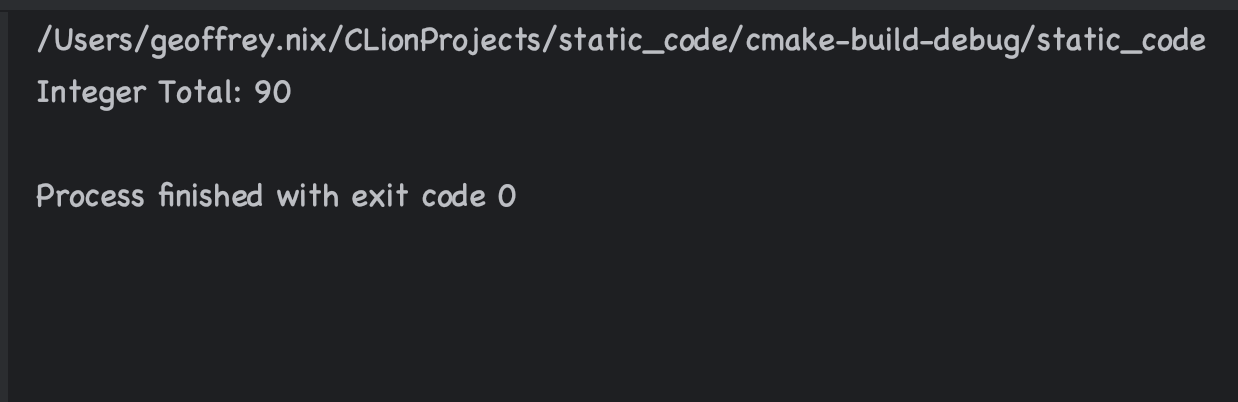 /Users/geoffrey.nix/CLionProjects/static_code/cmake-build-debug/static_code
Integer Total: 90
Process finished with exit code 0